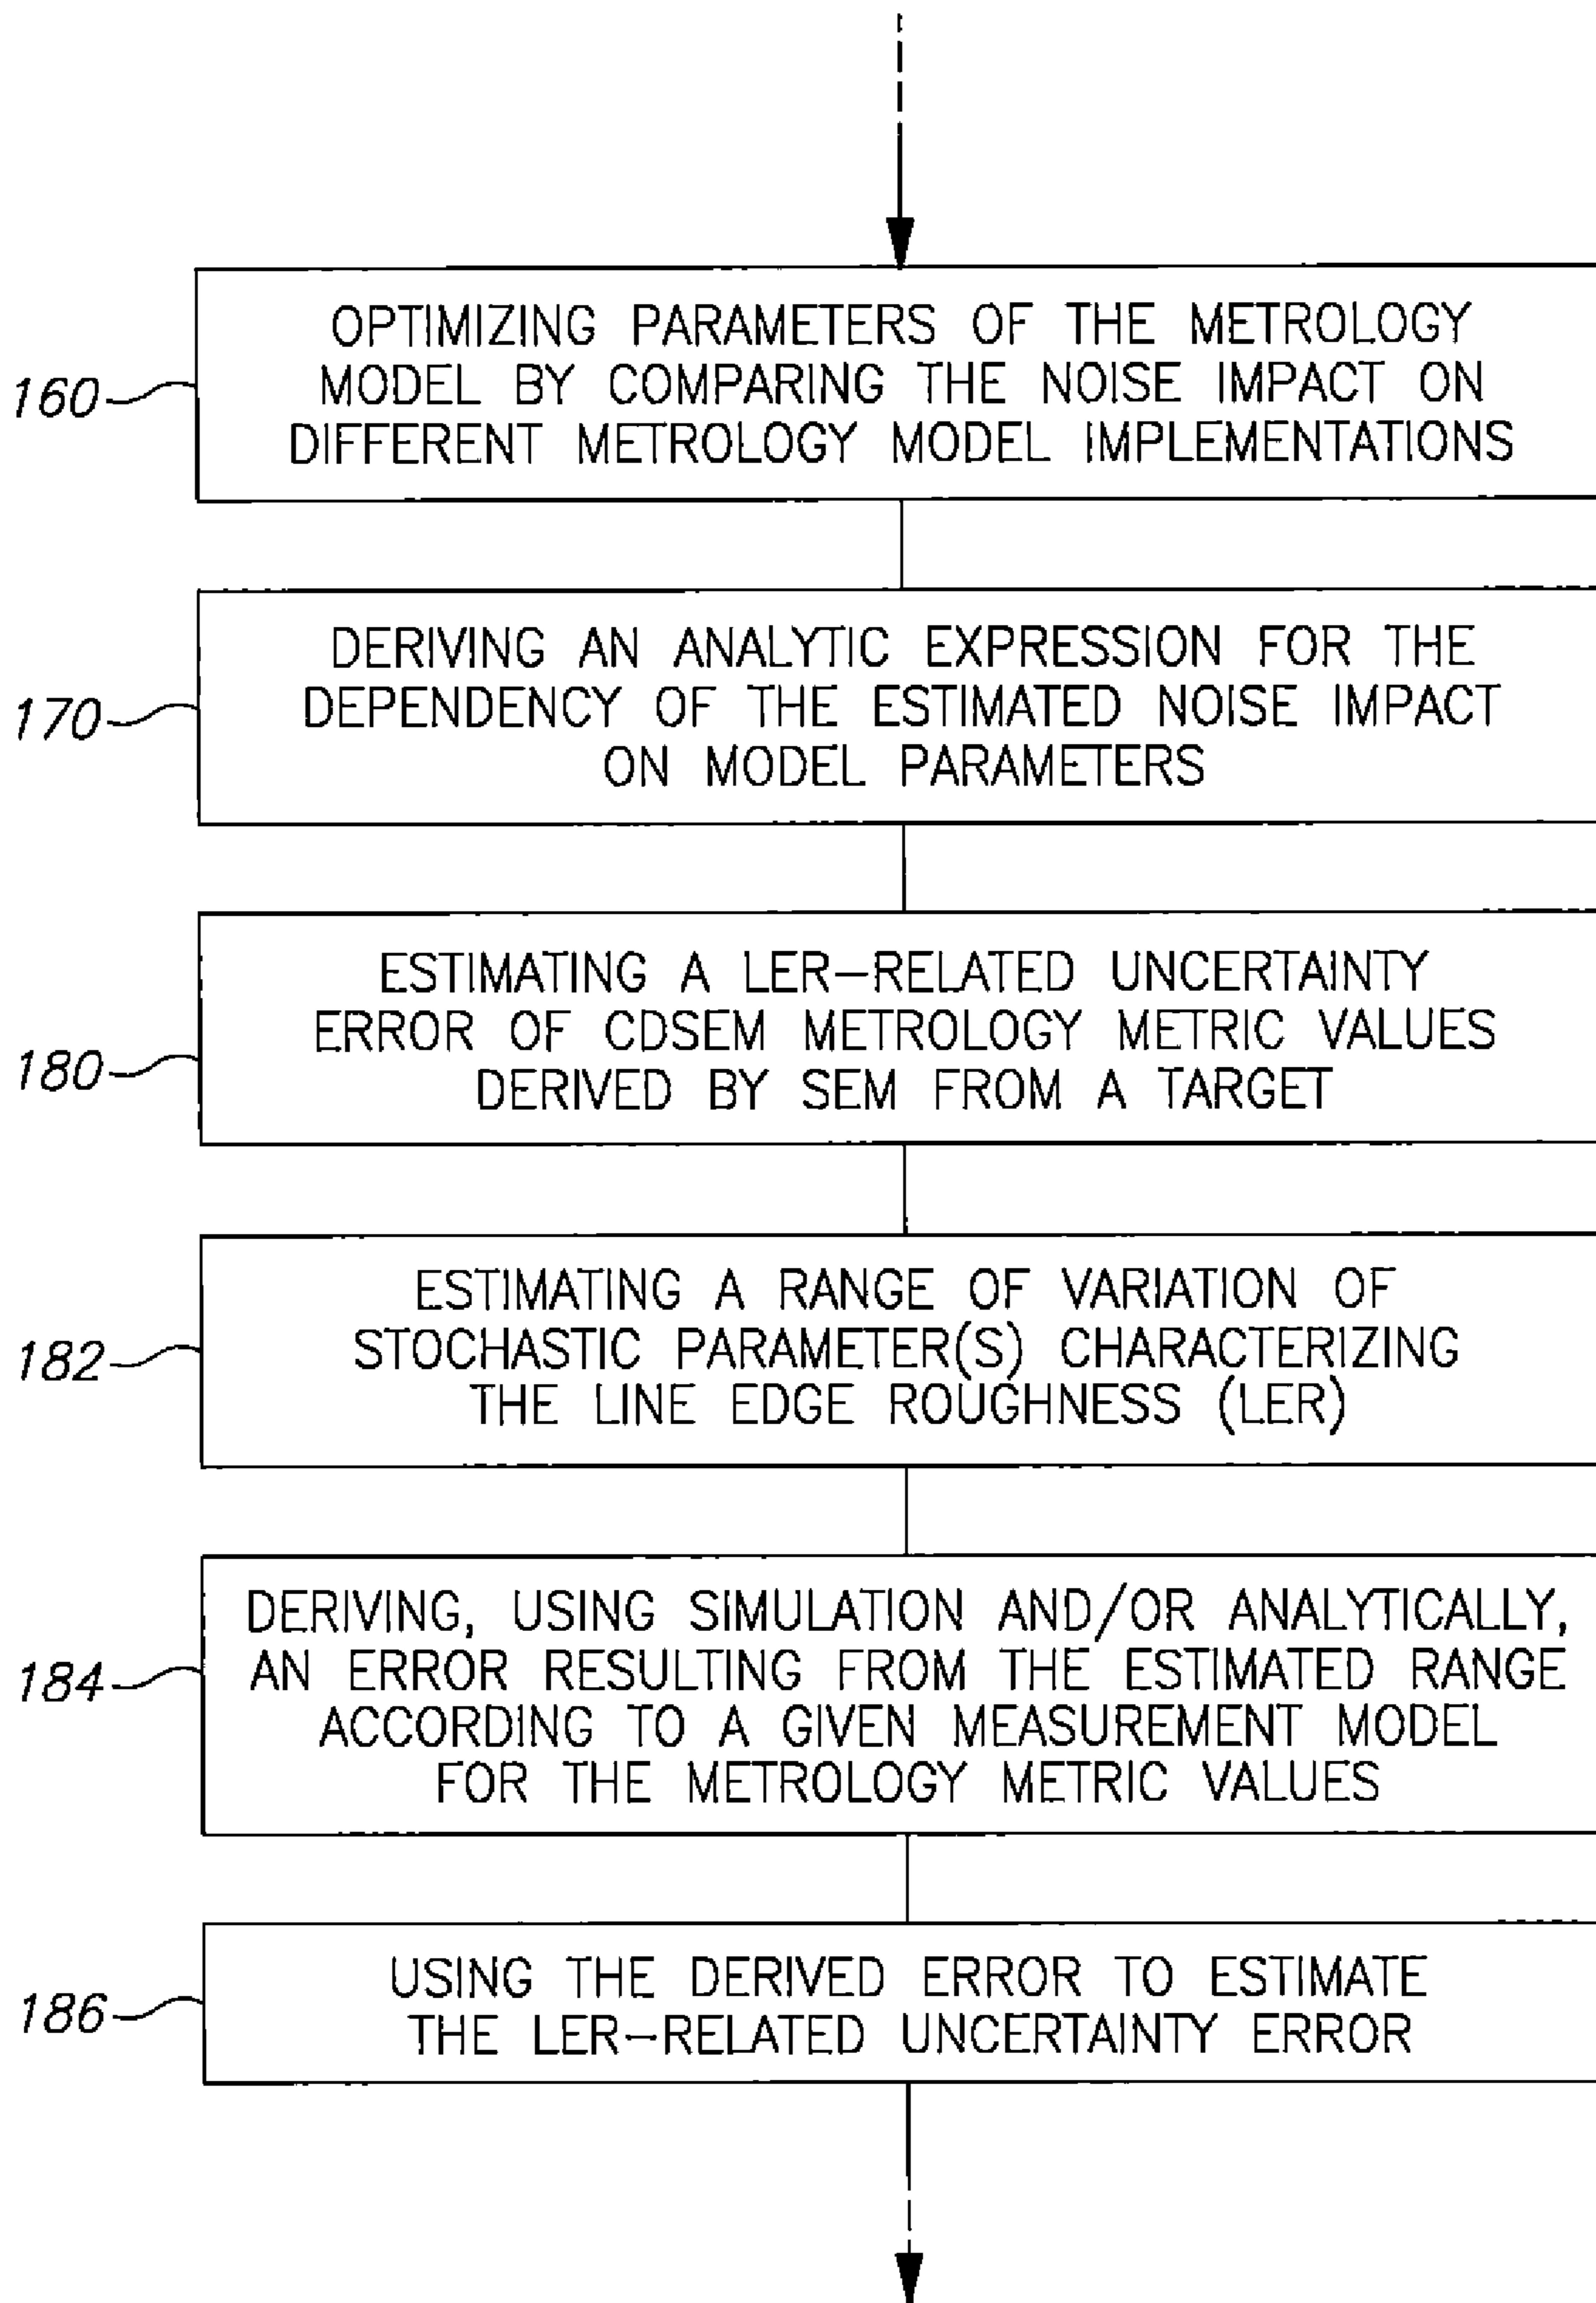 OPTIMIZING PARAMETERS OF THE METROLOGY
MODEL BY COMPARING THE NOISE IMPACT ON
DIFFERENT METROLOGY MODEL IMPLEMENTATIONS
160
DERIVING AN ANALYTIC EXPRESSION FOR THE
DEPENDENCY OF THE ESTIMATED NOISE IMPACT
ON MODEL PARAMETERS
170
ESTIMATING A LER-RELATED UNCERTAINTY
ERROR OF CDSEM METROLOGY METRIC VALUES
DERIVED BY SEM FROM A TARGET
180
ESTIMATING A RANGE OF VARIATION OF
STOCHASTIC PARAMETER(S) CHARACTERIZING
THE LINE EDGE ROUGHNESS (LER)
182
DERIVING, USING SIMULATION AND/OR ANALYTICALLY,
AN ERROR RESULTING FROM THE ESTIMATED RANGE
ACCORDING TO A GIVEN MEASUREMENT MODEL
FOR THE METROLOGY METRIC VALUES
184
USING THE DERIVED ERROR TO ESTIMATE
THE LER-RELATED UNCERTAINTY ERROR
186